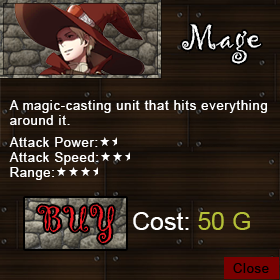 Mage
A magic-casting unit that hits everything
around it.
Attack Power:★⯨
Attack Speed:★★⯨
Range:★★★⯨
BUY Cost: 50 G
Close